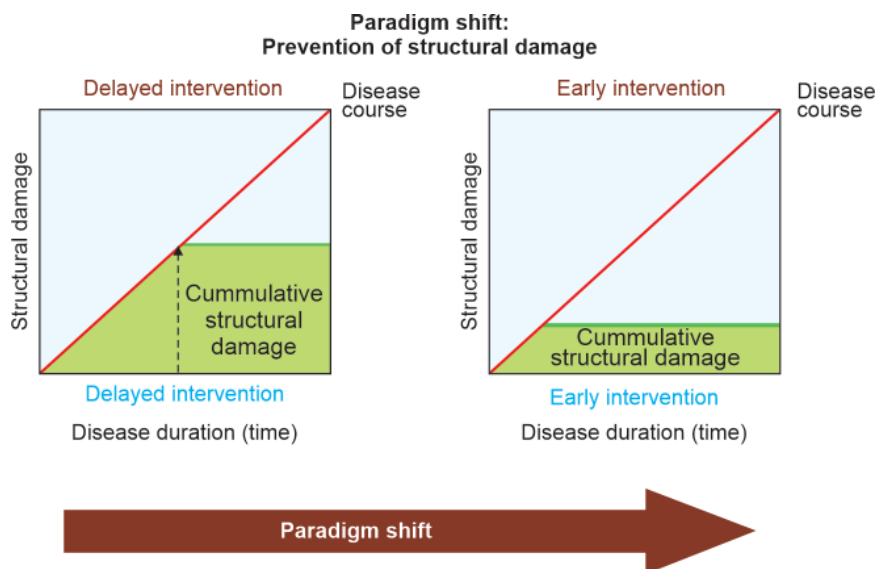 Paradigm shift:
Prevention of structural damage
Delayed intervention
Disease
course
Structural damage
Cummulative
structural
damage
Delayed intervention
Disease duration (time)
Early intervention
Disease
course
Structural damage
Cummulative
structural damage
Early intervention
Disease duration (time)
Paradigm shift